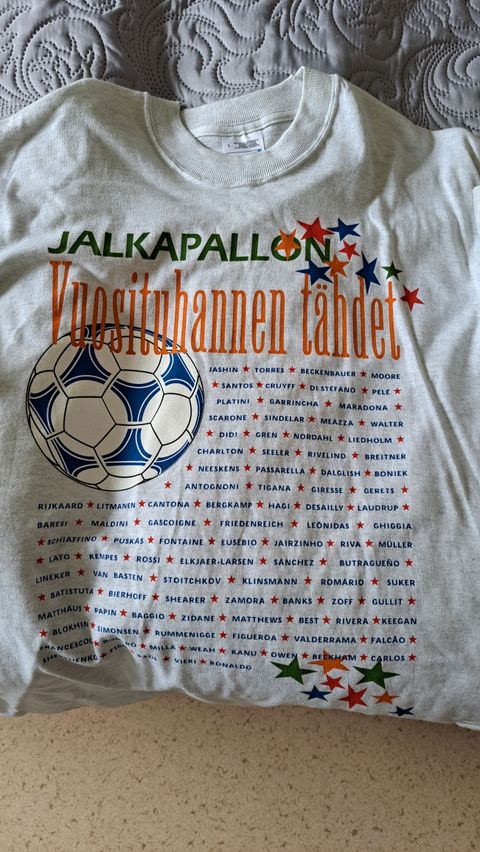 L
JALKAPALLON
Vuosituhannen tähdet
JASHIN ★ TORRES ★ BECKENBAUER ★ MOORE
★ SANTOS ★ CRUYFF ★ DI STÉFANO ★ PELÉ ★
PLATINI ★ GARRINCHA ★ MARADONA ★
SCARONE ★ SINDELAR ★ MEAZZA ★ WALTER
★ DIDI ★ GREN ★ NORDAHL ★ LIEDHOLM ★
CHARLTON ★ SEELER ★ RIVELINO ★ BREITNER
★ NEESKENS ★ PASSARELLA ★ DALGLISH ★ BONIEK
★ ANTOGNONI ★ TIGANA ★ GIRESSE ★ GERETS ★
RIJKAARD ★ LITMANEN ★ CANTONA ★ BERGKAMP ★ HAGI ★ DESAILLY ★ LAUDRUP ★
BARESI ★ MALDINI ★ GASCOIGNE ★ FRIEDENREICH ★ LEÔNIDAS ★ GHIGGIA
★ SCHIAFFINO ★ PUSKÁS ★ FONTAINE ★ EUSÉBIO ★ JAIRZINHO ★ RIVA ★ MÜLLER
★ LATO ★ KEMPES ★ ROSSI ★ ELKJAER-LARSEN ★ SÁNCHEZ ★ BUTRAGUEÑO ★
LINEKER ★ VAN BASTEN ★ STOITCHKOV ★ KLINSMANN ★ ROMÁRIO ★ SUKER
★ BATISTUTA ★ BIERHOFF ★ SHEARER ★ ZAMORA ★ BANKS ★ ZOFF ★ GULLIT ★
MATTHÄUS ★ PAPIN ★ BAGGIO ★ ZIDANE ★ MATTHEWS ★ BEST ★ RIVERA ★ KEEGAN
★ BLOKHIN ★ SIMONSEN ★ RUMMENIGGE ★ FIGUEROA ★ VALDERRAMA ★ FALCÃO ★
FRANCESCOLI ★ FIGO ★ MILLA ★ WEAH ★ KANU ★ OWEN ★ BECKHAM ★ CARLOS ★
RAUL ★ VIERI ★ RONALDO